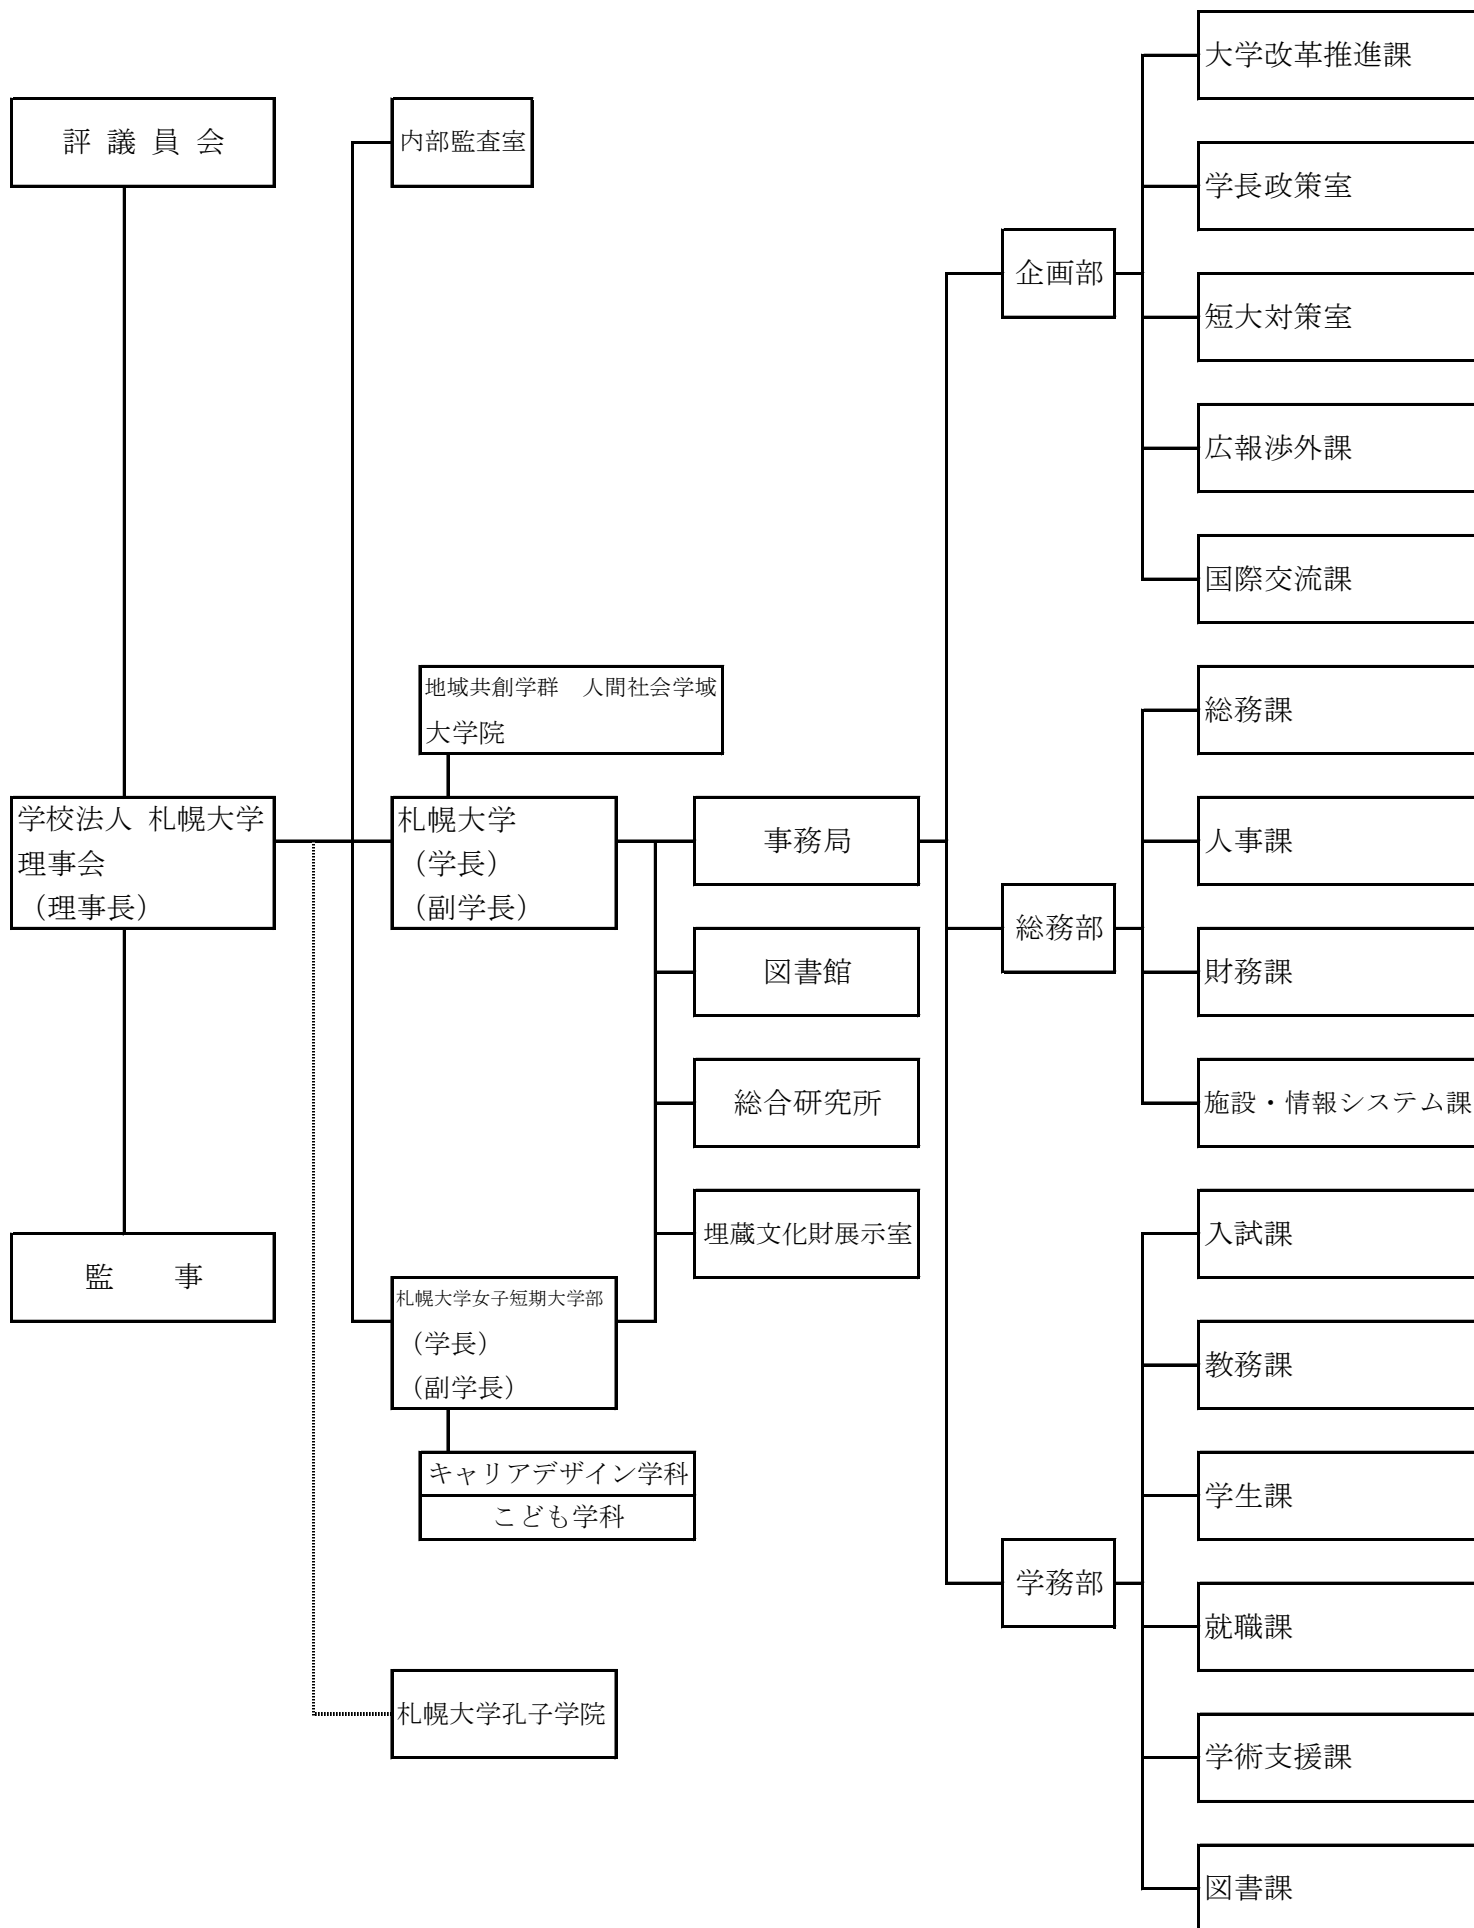 大学改革推進課
評 議 員 会
内部監査室
学長政策室
企画部
短大対策室
広報渉外課
国際交流課
地域共創学群　人間社会学域
大学院
総務課
学校法人 札幌大学
理事会
（理事長）
札幌大学
（学長）
（副学長）
事務局
人事課
総務部
図書館
財務課
総合研究所
施設・情報システム課
埋蔵文化財展示室
入試課
監　　事
札幌大学女子短期大学部
（学長）
（副学長）
教務課
キャリアデザイン学科
こども学科
学生課
学務部
就職課
札幌大学孔子学院
学術支援課
図書課